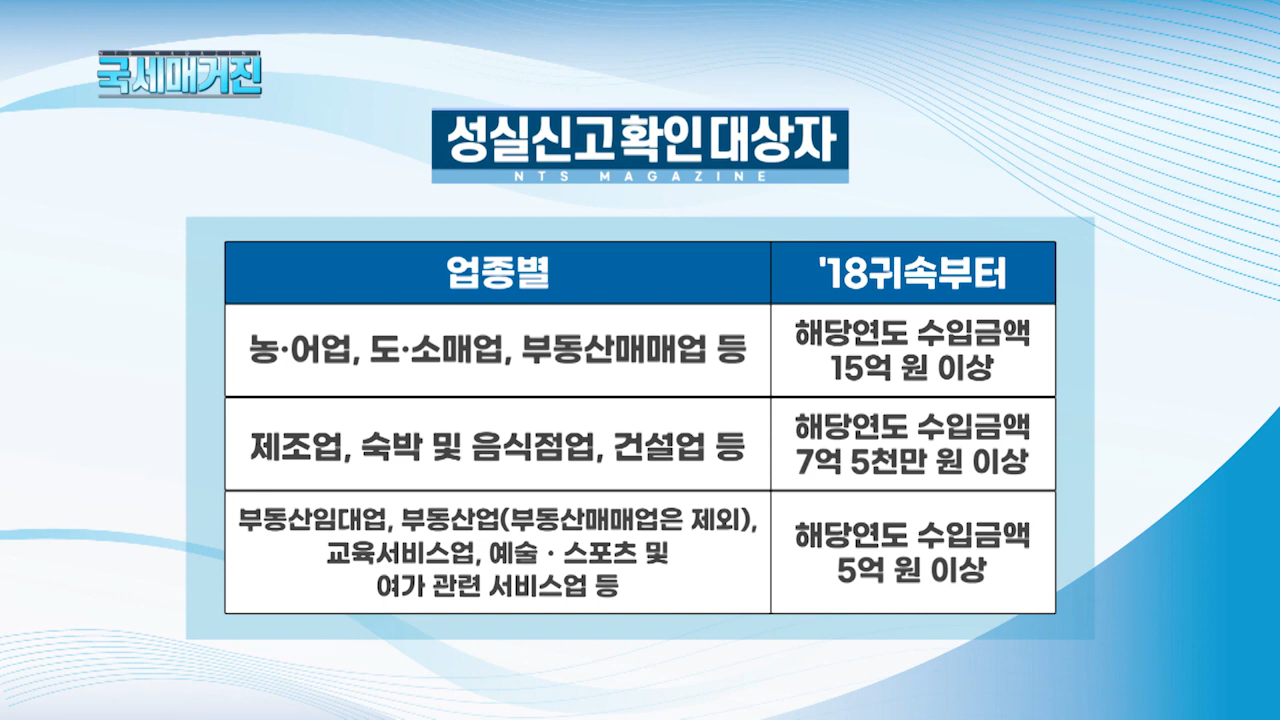 NTS MAGAZINE
국세매거진
성실신고확인대상자
NTS MAGAZINE
업종별
'18귀속부터
농·어업, 도·소매업, 부동산매매업 등
해당연도 수입금액
15억 원 이상
제조업, 숙박 및 음식점업, 건설업 등
해당연도 수입금액
7억 5천만 원 이상
부동산임대업, 부동산업(부동산매매업은 제외),
교육서비스업, 예술 · 스포츠 및
여가 관련 서비스업 등
해당연도 수입금액
5억 원 이상